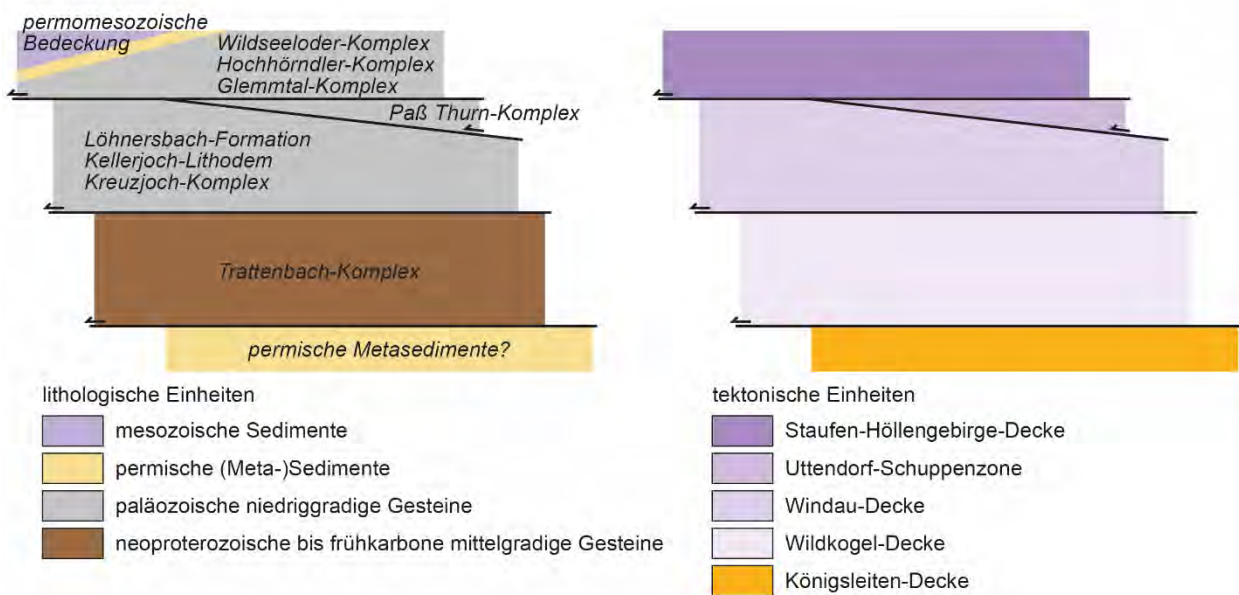 permomesozoische
Bedeckung
Wildseeloder-Komplex
Hochhörndler-Komplex
Glemmtal-Komplex
Paß Thurn-Komplex
Löhnersbach-Formation
Kellerjoch-Lithodem
Kreuzjoch-Komplex
Trattenbach-Komplex
permische Metasedimente?
lithologische Einheiten
mesozoische Sedimente
permische (Meta-)Sedimente
paläozoische niedriggradige Gesteine
neoproterozoische bis frühkarbone mittelgradige Gesteine
tektonische Einheiten
Staufen-Höllengebirge-Decke
Uttendorf-Schuppenzone
Windau-Decke
Wildkogel-Decke
Königsleiten-Decke